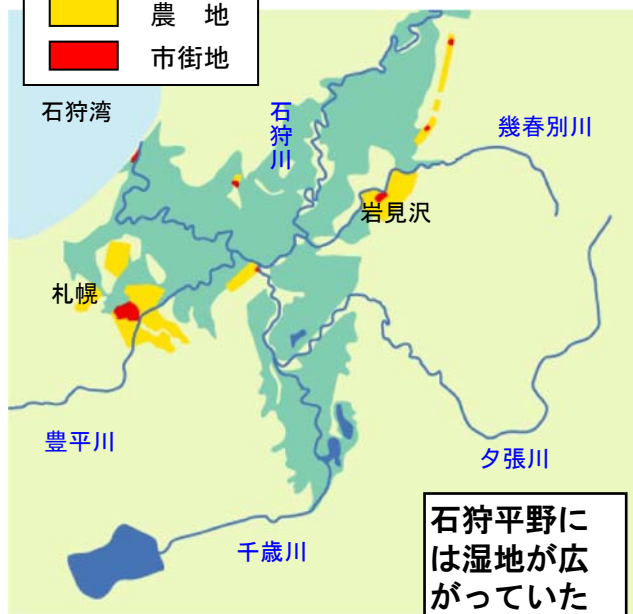 農 地
市街地
石狩湾
石狩川
幾春別川
岩見沢
札幌
豊平川
夕張川
千歳川
石狩平野に
は湿地が広
がっていた